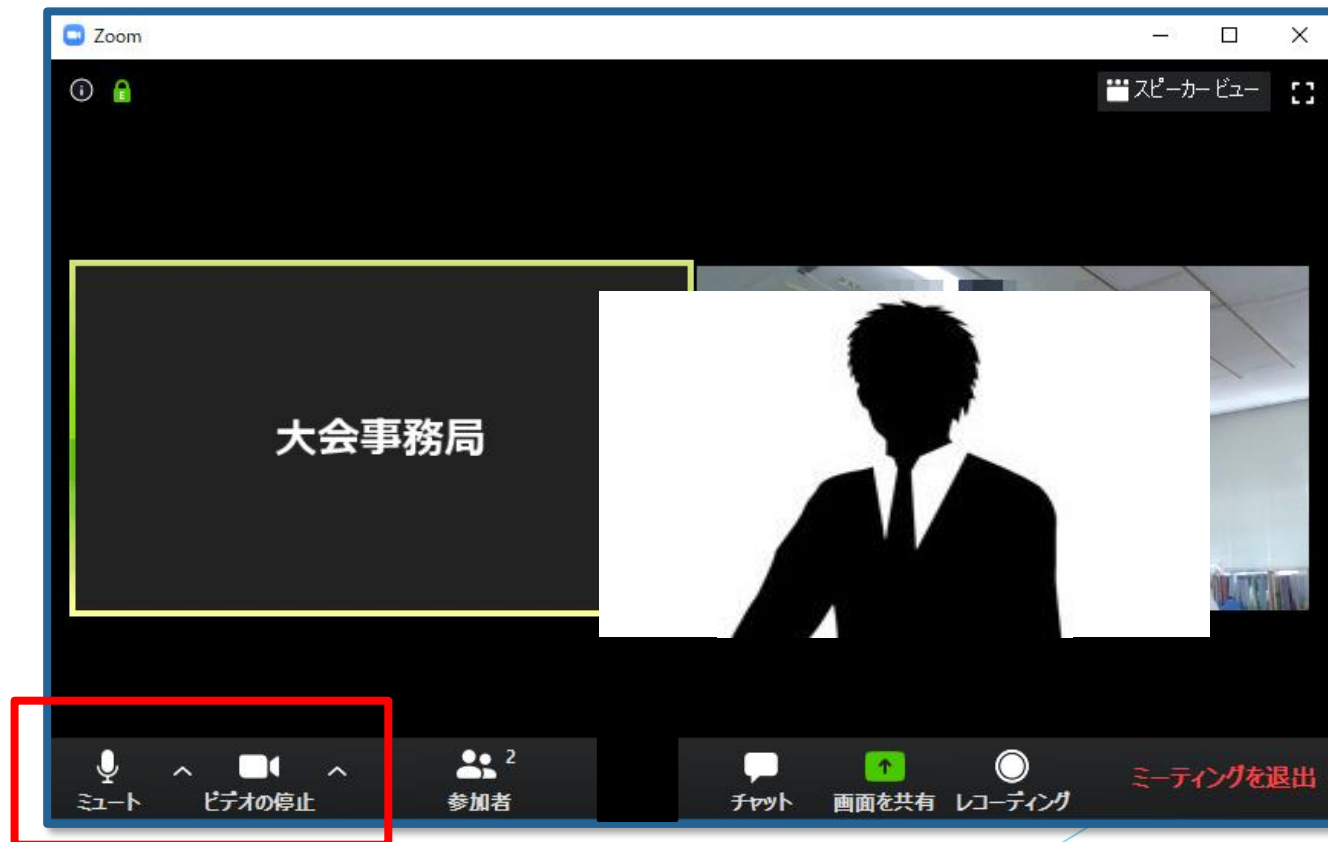 Zoom
スピーカー ビュー
大会事務局
2
ミュート
ビデオの停止
参加者
チャット
画面を共有
レコーディング
ミーティングを退出